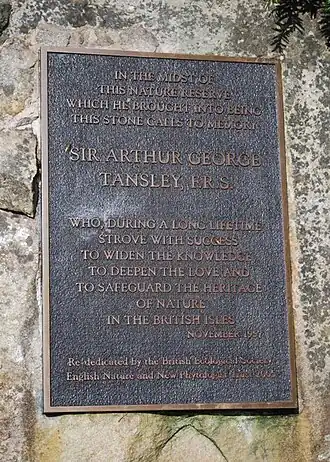 IN THE MIDST OF
THIS NATURE RESERVE
WHICH HE BROUGHT INTO BEING
THIS STONE CALLS TO MEMORY
SIR ARTHUR GEORGE
TANSLEY, F.R.S.
WHO, DURING A LONG LIFETIME
STROVE WITH SUCCESS
TO WIDEN THE KNOWLEDGE
TO DEEPEN THE LOVE AND
TO SAFEGUARD THE HERITAGE
OF NATURE
IN THE BRITISH ISLES
NOVEMBER 1957
Re-dedicated by the British Ecological Society
English Nature and New Phytologist Trust